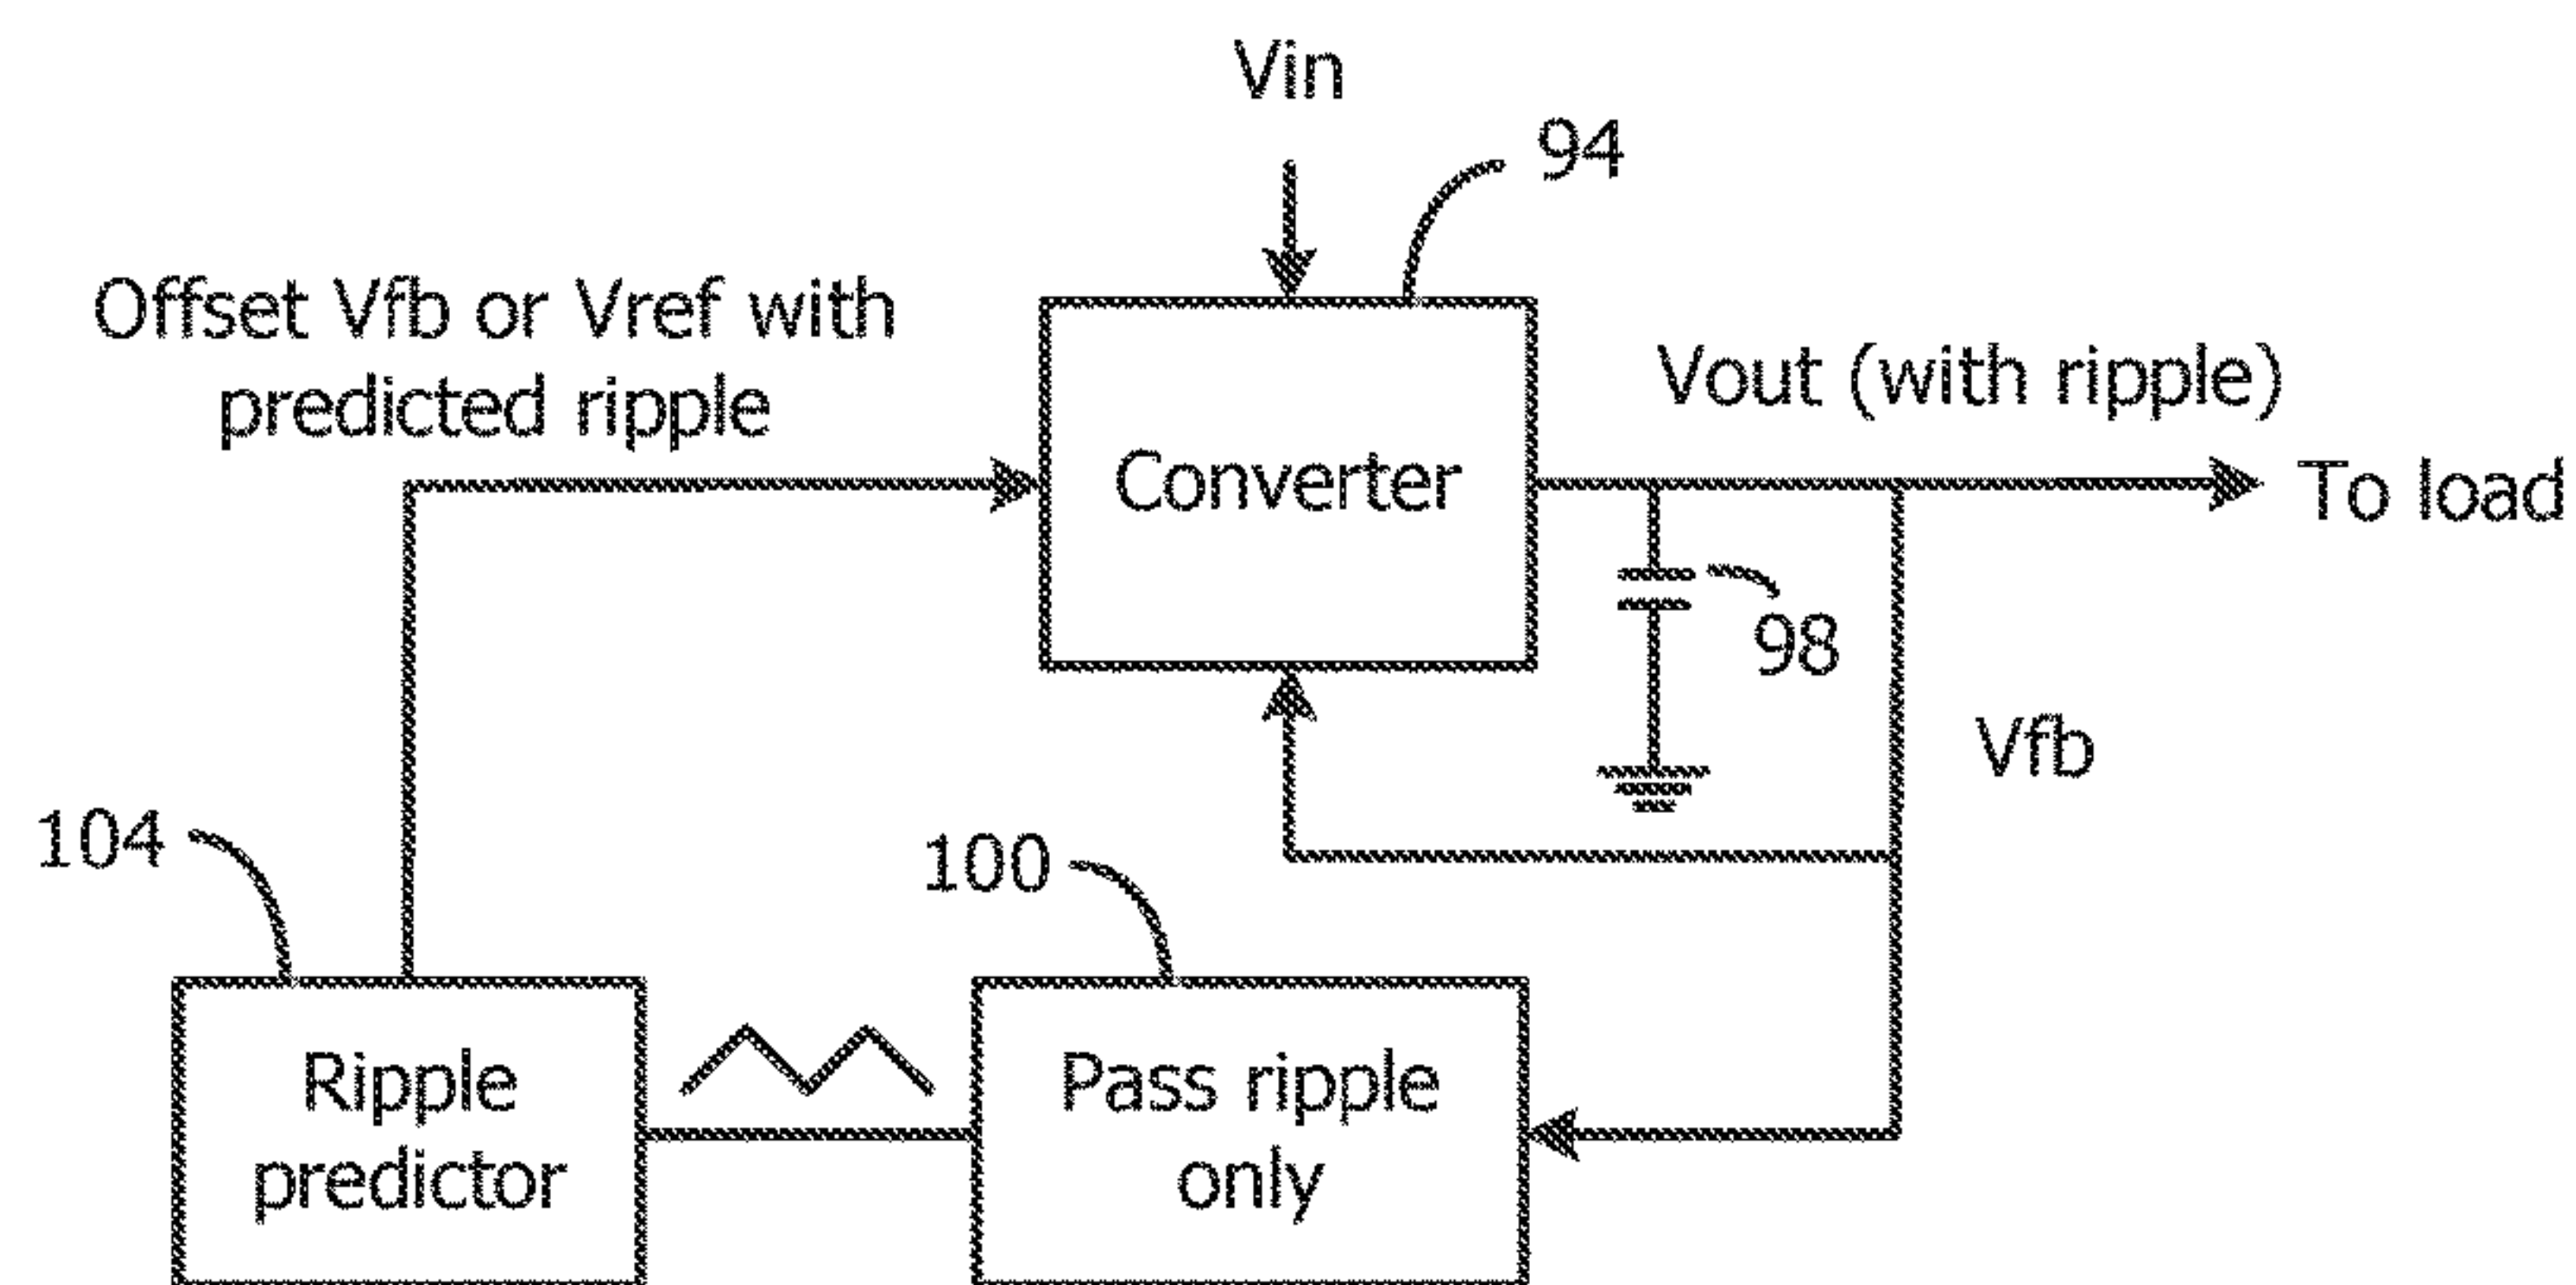 Vin
94
Offset Vfb or Vref with
predicted ripple
Vout (with ripple)
Converter
To load
98
Vfb
104
100
Ripple
predictor
Pass ripple
only